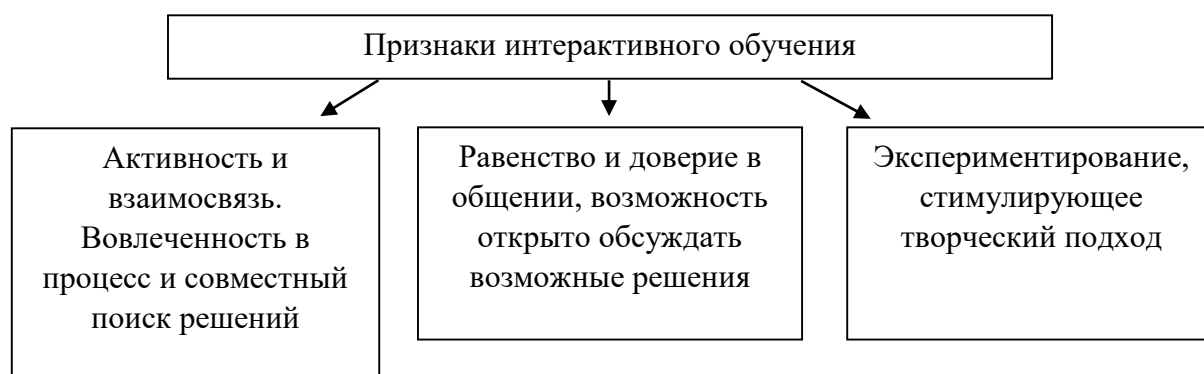 Признаки интерактивного обучения
Активность и
взаимосвязь.
Вовлеченность в
процесс и совместный
поиск решений
Равенство и доверие в
общении, возможность
открыто обсуждать
возможные решения
Экспериментирование,
стимулирующее
творческий подход